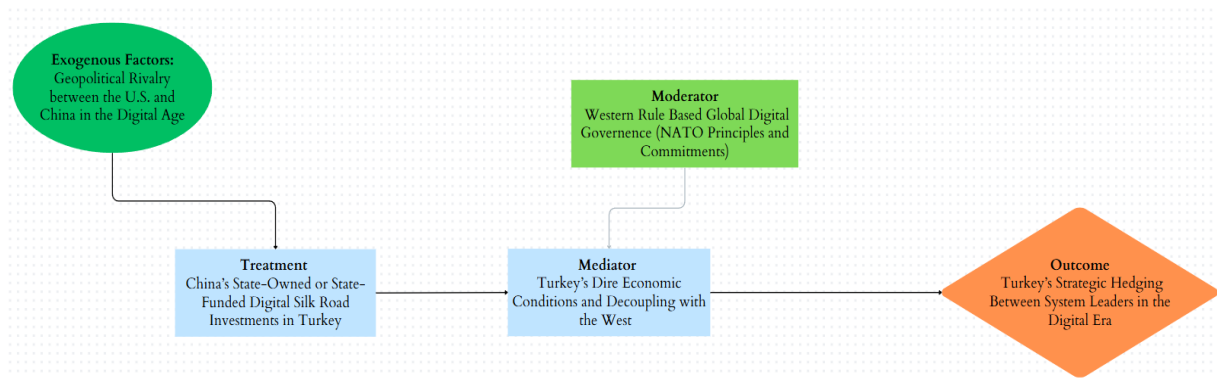 Exogenous Factors:
Geopolitical Rivalry
between the U.S. and
China in the Digital Age
Moderator
Western Rule Based Global Digital
Governence (NATO Principles and
Commitments)
Treatment
China's State-Owned or State-
Funded Digital Silk Road
Investments in Turkey
Mediator
Turkey's Dire Economic
Conditions and Decoupling with
the West
Outcome
Turkey's Strategic Hedging
Between System Leaders in the
Digital Era